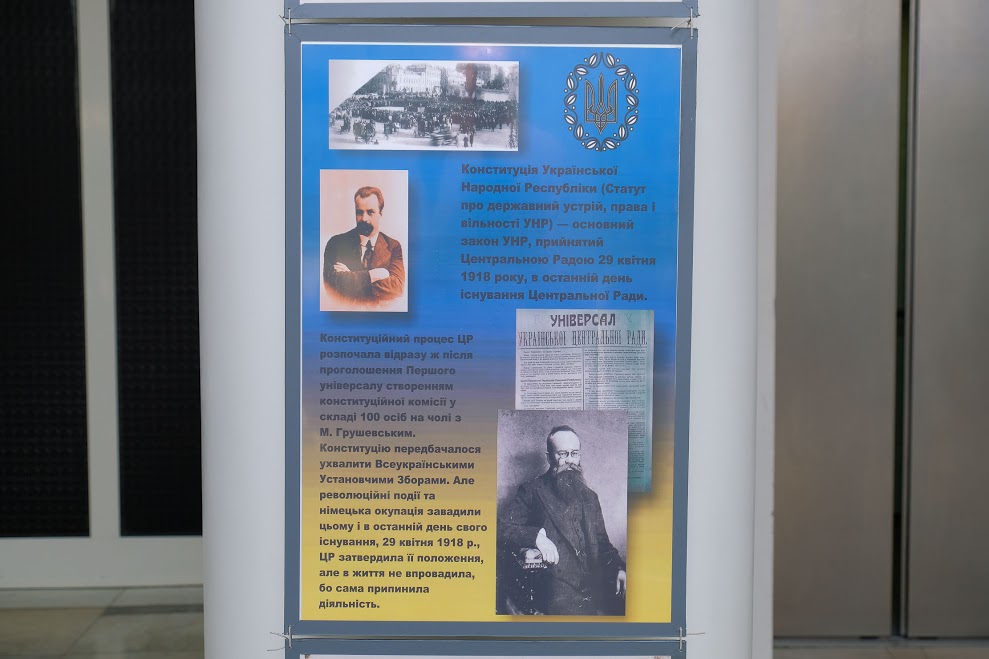 Конституція Української
Народної Республіки (Статут
про державний устрій, права і
вільності УНР) — основний
закон УНР, прийнятий
Центральною Радою 29 квітня
1918 року, в останній день
існування Центральної Ради.
УНІВЕРСАЛ
УКРАЇНСЬКОЇ ЦЕНТРАЛЬНОЇ РАДИ.
Конституційний процес ЦР
розпочала відразу ж після
проголошення Першого
універсалу створенням
конституційної комісії у
складі 100 осіб на чолі з
М. Грушевським.
Конституцію передбачалося
ухвалити Всеукраїнськими
Установчими Зборами. Але
революційні події та
німецька окупація завадили
цьому і в останній день свого
існування, 29 квітня 1918 р.,
ЦР затвердила її положення,
але в життя не впровадила,
бо сама припинила
діяльність.